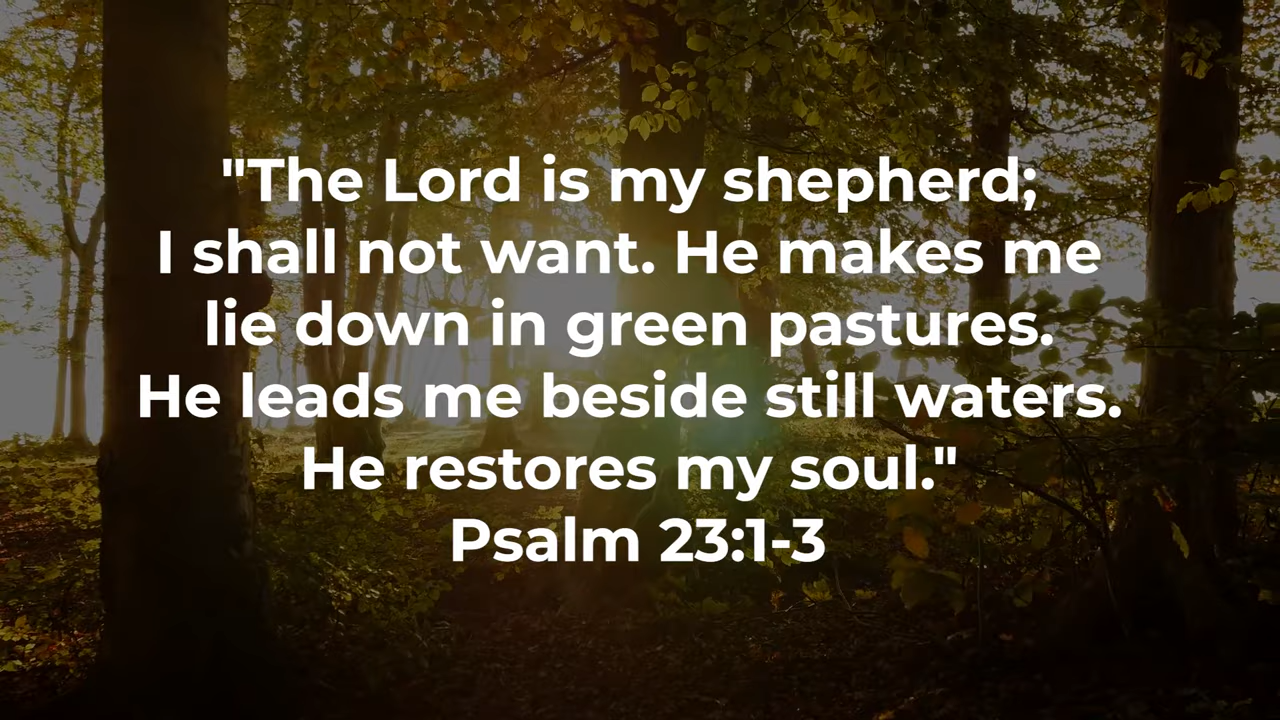 "The Lord is my shepherd;
I shall not want. He makes me
lie down in green pastures.
He leads me beside still waters.
He restores my soul."
Psalm 23:1-3